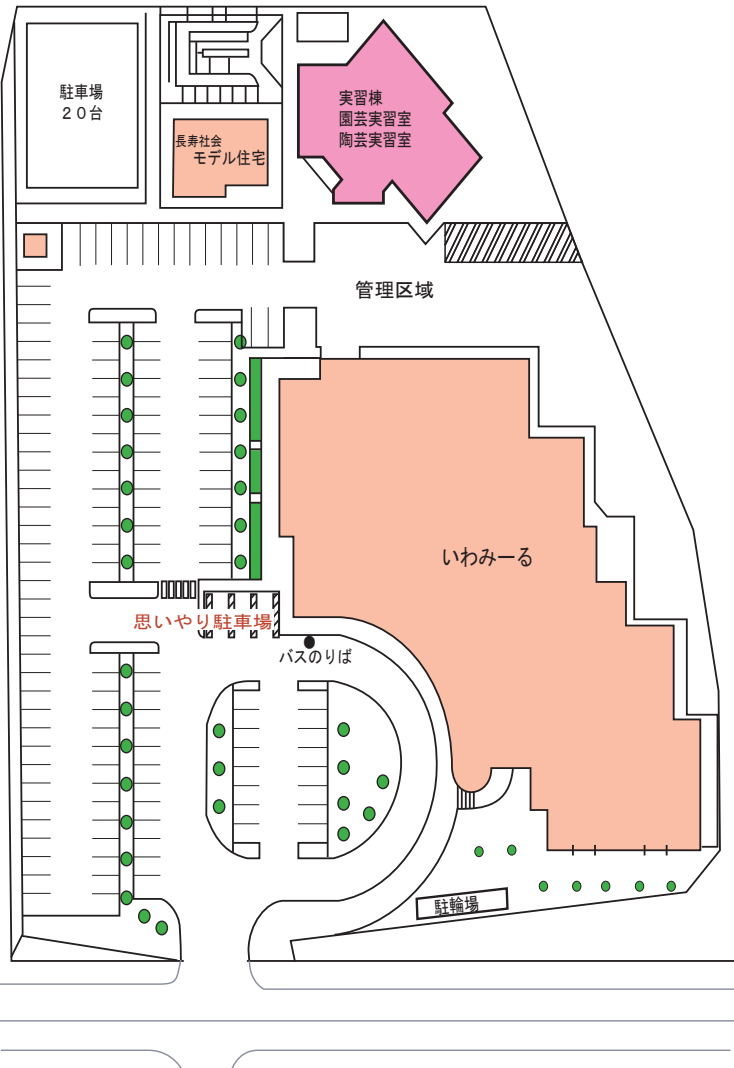 駐車場
２０台
実習棟
園芸実習室
陶芸実習室
長寿社会
モデル住宅
管理区域
いわみーる
思いやり駐車場
バスのりば
駐輪場